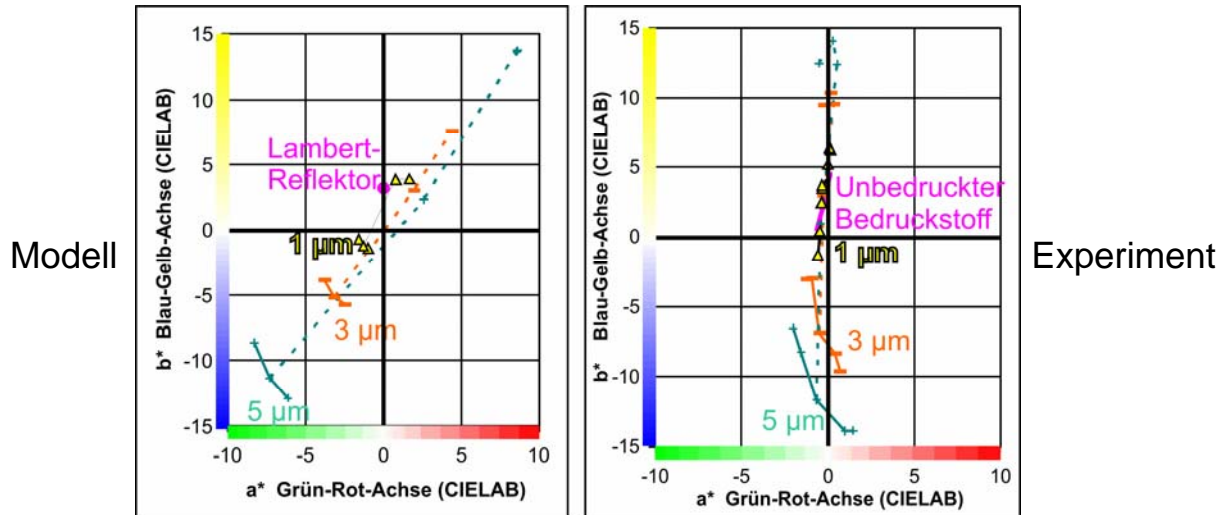 Modell
b* Blau-Gelb-Achse (CIELAB)
15
10
5
0
-5
-10
-15
Lambert-
Reflektor
1 µm
3 µm
5 µm
-10
-5
0
5
10
a* Grün-Rot-Achse (CIELAB)
b* Blau-Gelb-Achse (CIELAB)
15
10
5
0
-5
-10
-15
Unbedruckter
Bedruckstoff
1 µm
3 µm
5 µm
-10
-5
0
5
10
a* Grün-Rot-Achse (CIELAB)
Experiment